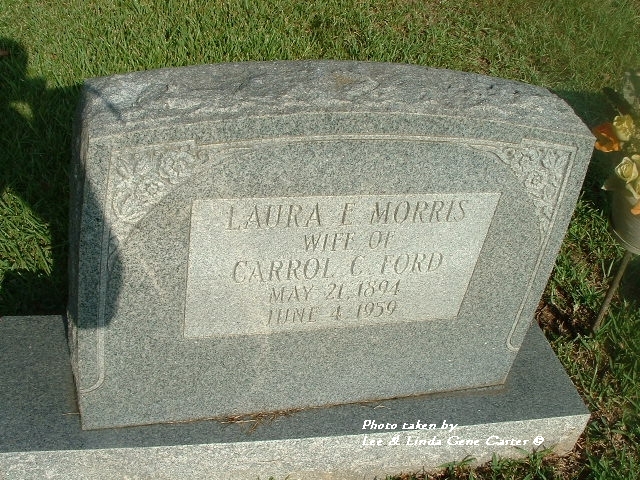 LAURA E MORRIS
WIFE OF
CARROL C. FORD
MAY 21, 1894
JUNE 4, 1959
Photo taken by
Lee & Linda Gene Carter ©